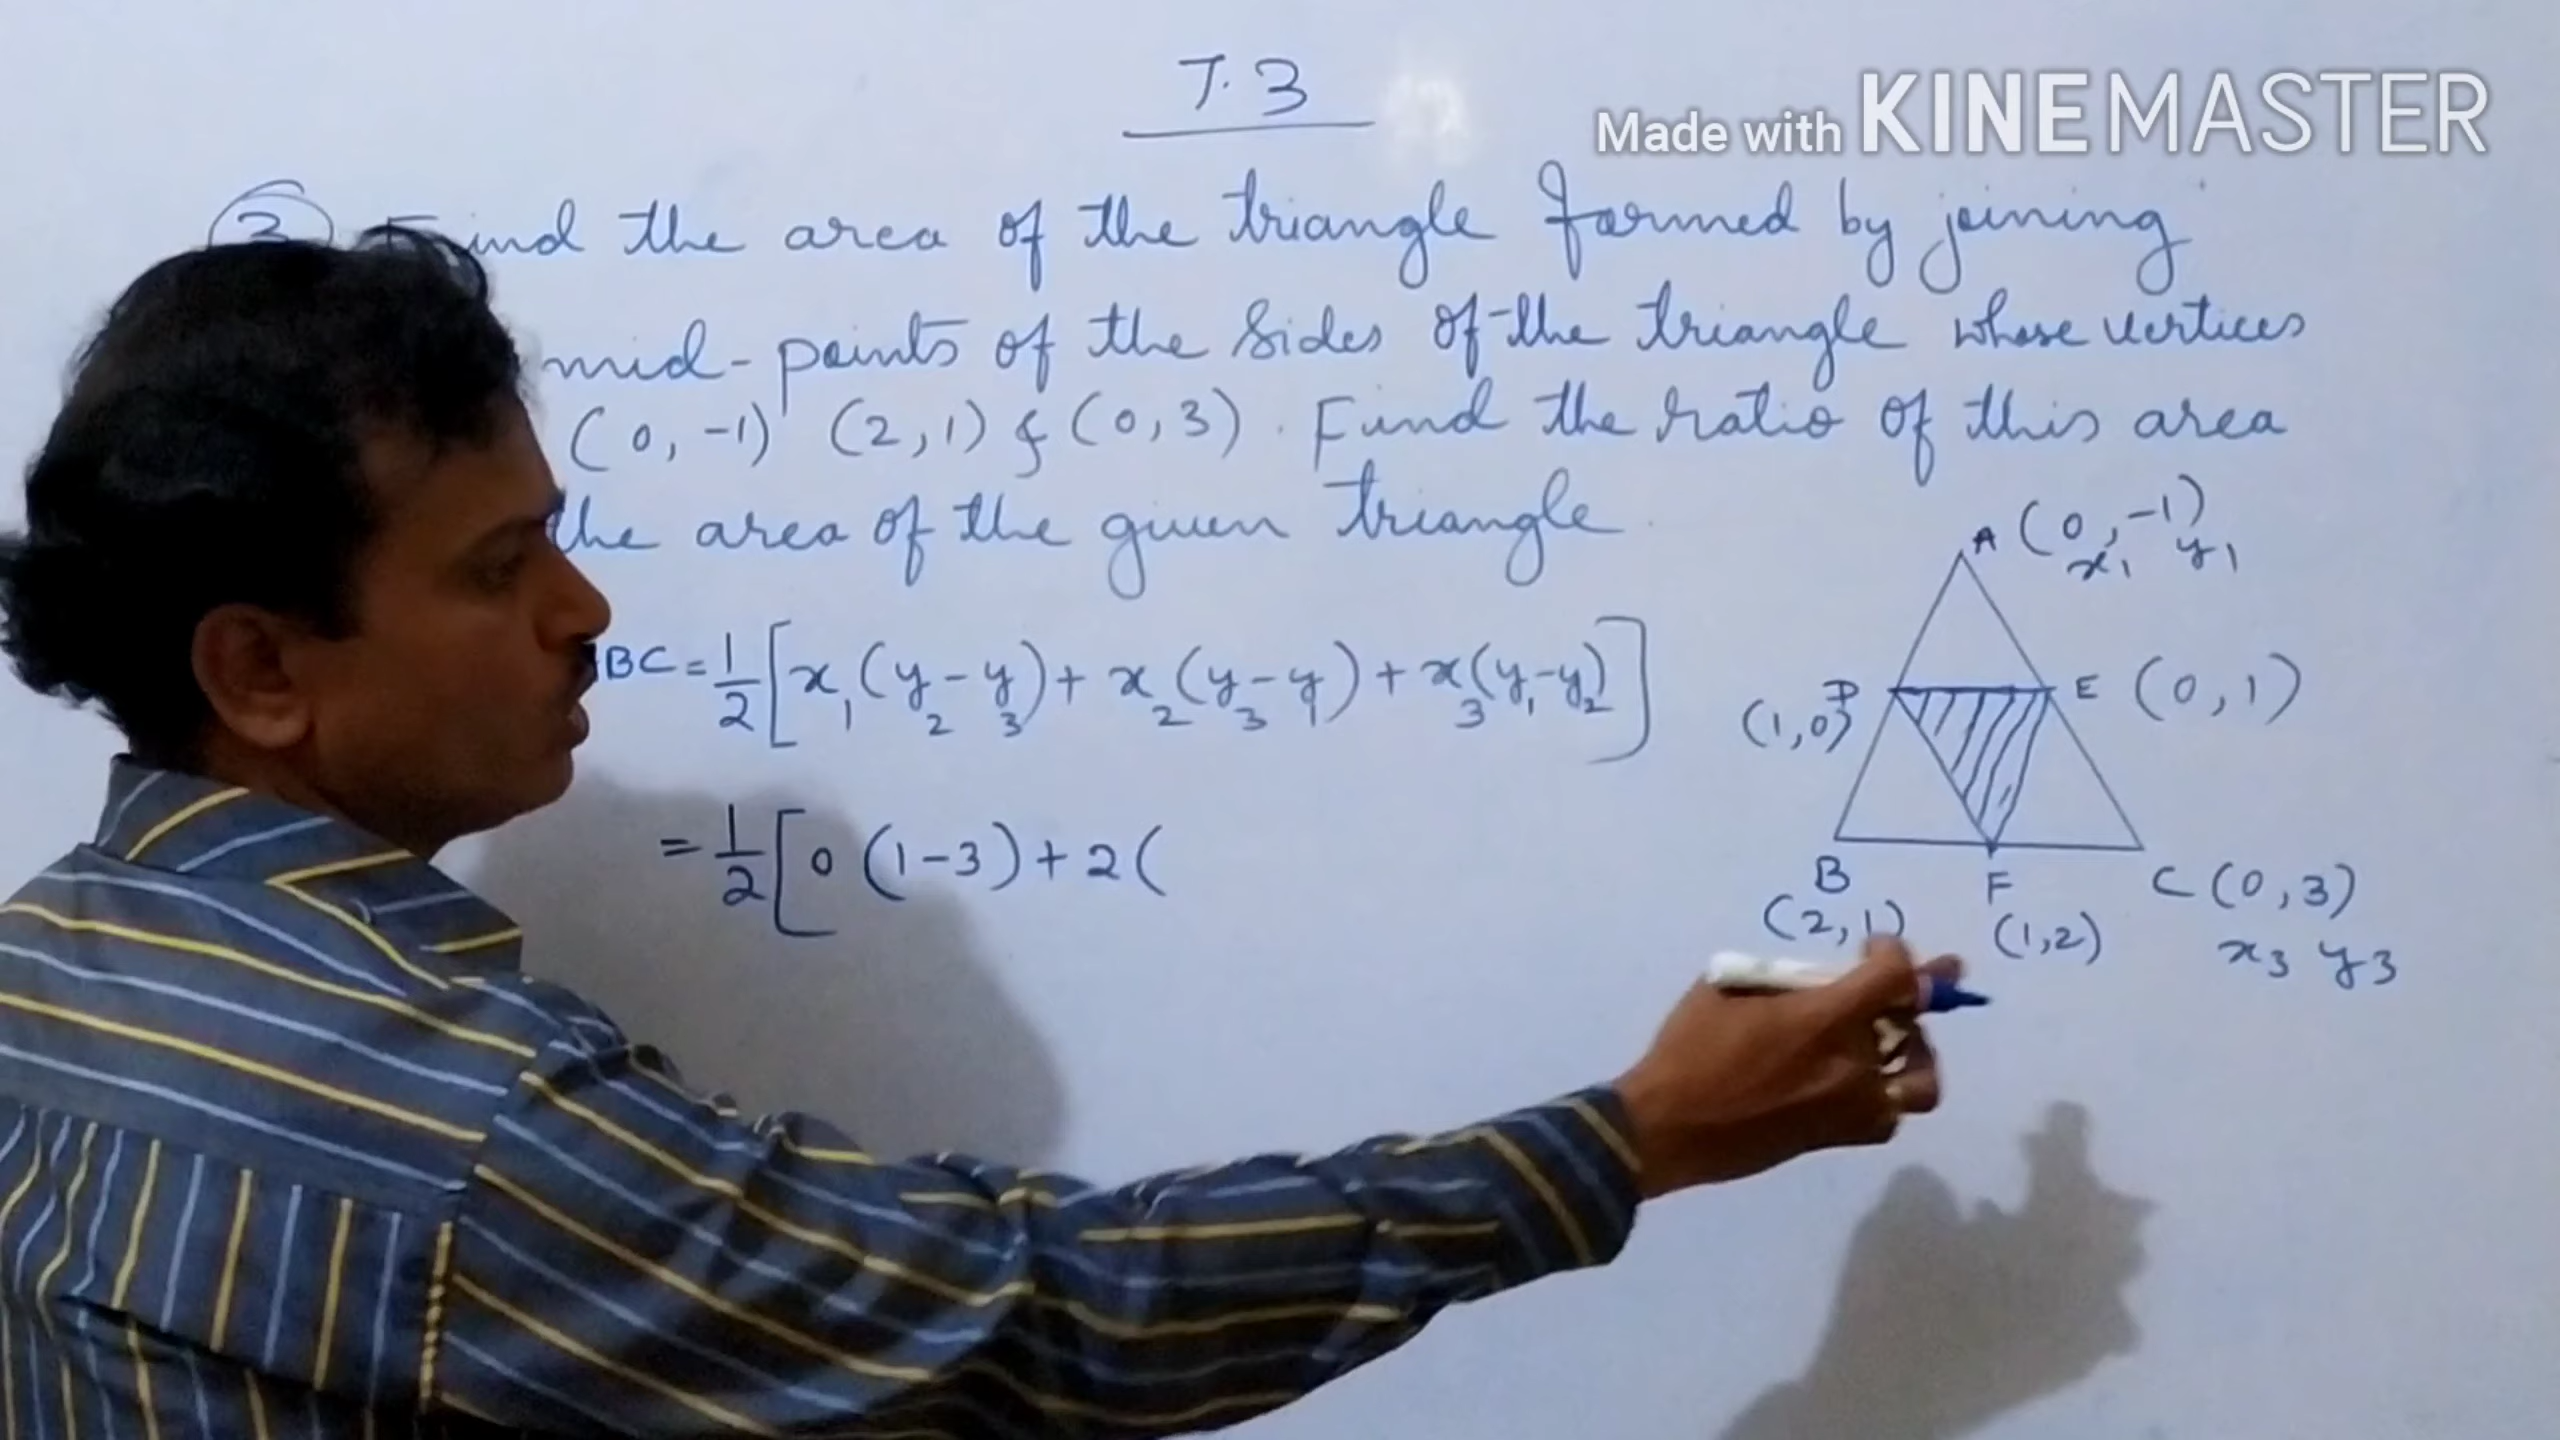 7.3
Made with KINEMASTER
Find the area of the triangle formed by joining
mid-points of the sides of the triangle whose vertices
(0,-1) (2,1) & (0,3). Find the ratio of this area
the area of the given triangle.
BC = 1/2 [x₁(y₂-y₃) + x₂(y₃-y₁) + x₃(y₁-y₂)]
= 1/2 [0(1-3) + 2(
A (0,-1)
x₁ y₁
D
(1,0)
E (0,1)
B
(2,1)
F
(1,2)
C (0,3)
x₃ y₃